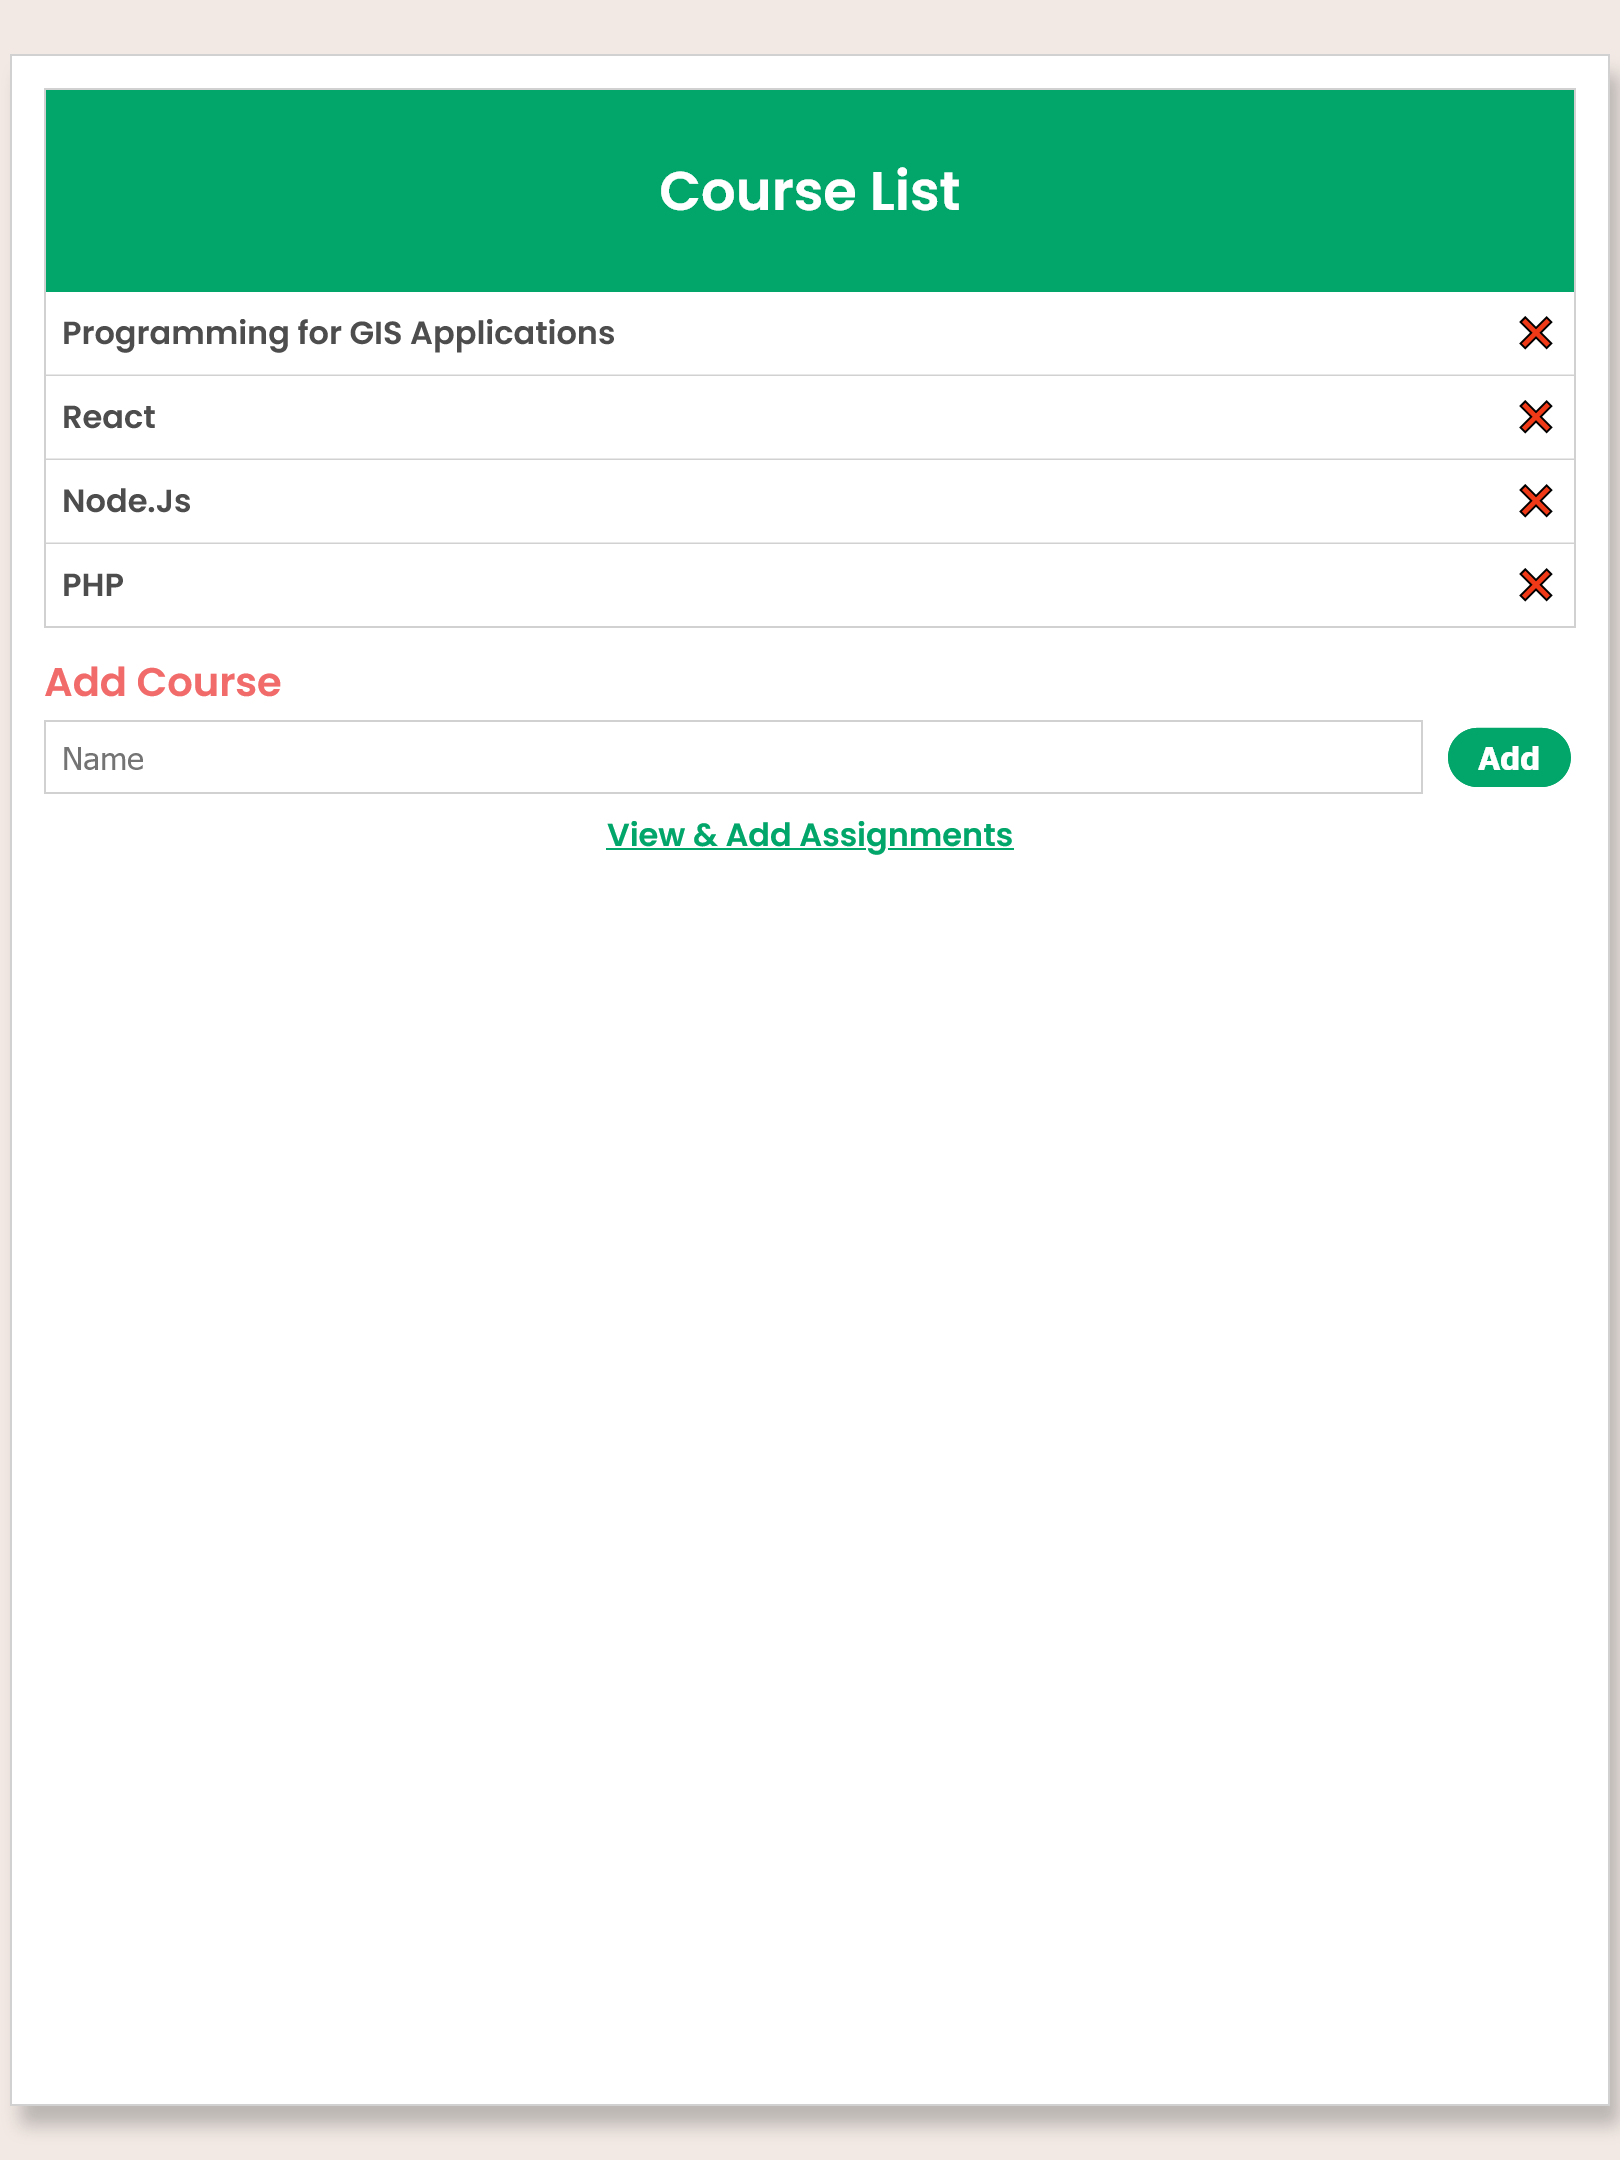 Course List
Programming for GIS Applications
React
Node.Js
PHP
Add Course
Name
Add
View & Add Assignments